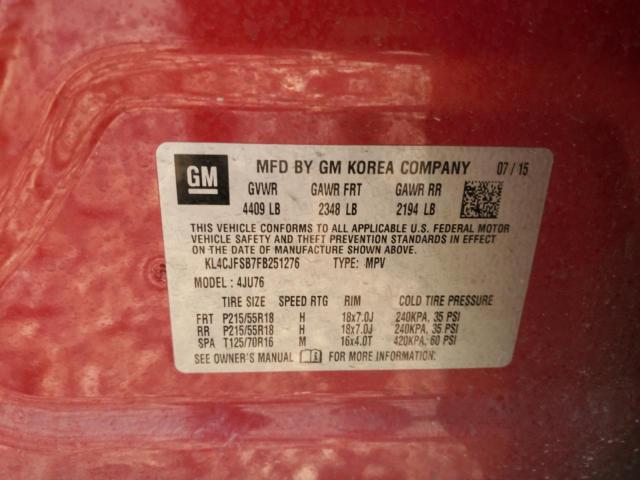 GM MFD BY GM KOREA COMPANY 07/15
GVWR GAWR FRT GAWR RR
4409 LB 2348 LB 2194 LB
THIS VEHICLE CONFORMS TO ALL APPLICABLE U.S. FEDERAL MOTOR
VEHICLE SAFETY AND THEFT PREVENTION STANDARDS IN EFFECT
ON THE DATE OF MANUFACTURE SHOWN ABOVE.
KL4CJFSB7FB251276 TYPE: MPV
MODEL: 4JU76
TIRE SIZE SPEED RTG RIM COLD TIRE PRESSURE
FRT P215/55R18 H 18x7.0J 240KPA, 35 PSI
RR P215/55R18 H 18x7.0J 240KPA, 35 PSI
SPA T125/70R16 M 16x4.0T 420KPA, 60 PSI
SEE OWNER'S MANUAL FOR MORE INFORMATION.